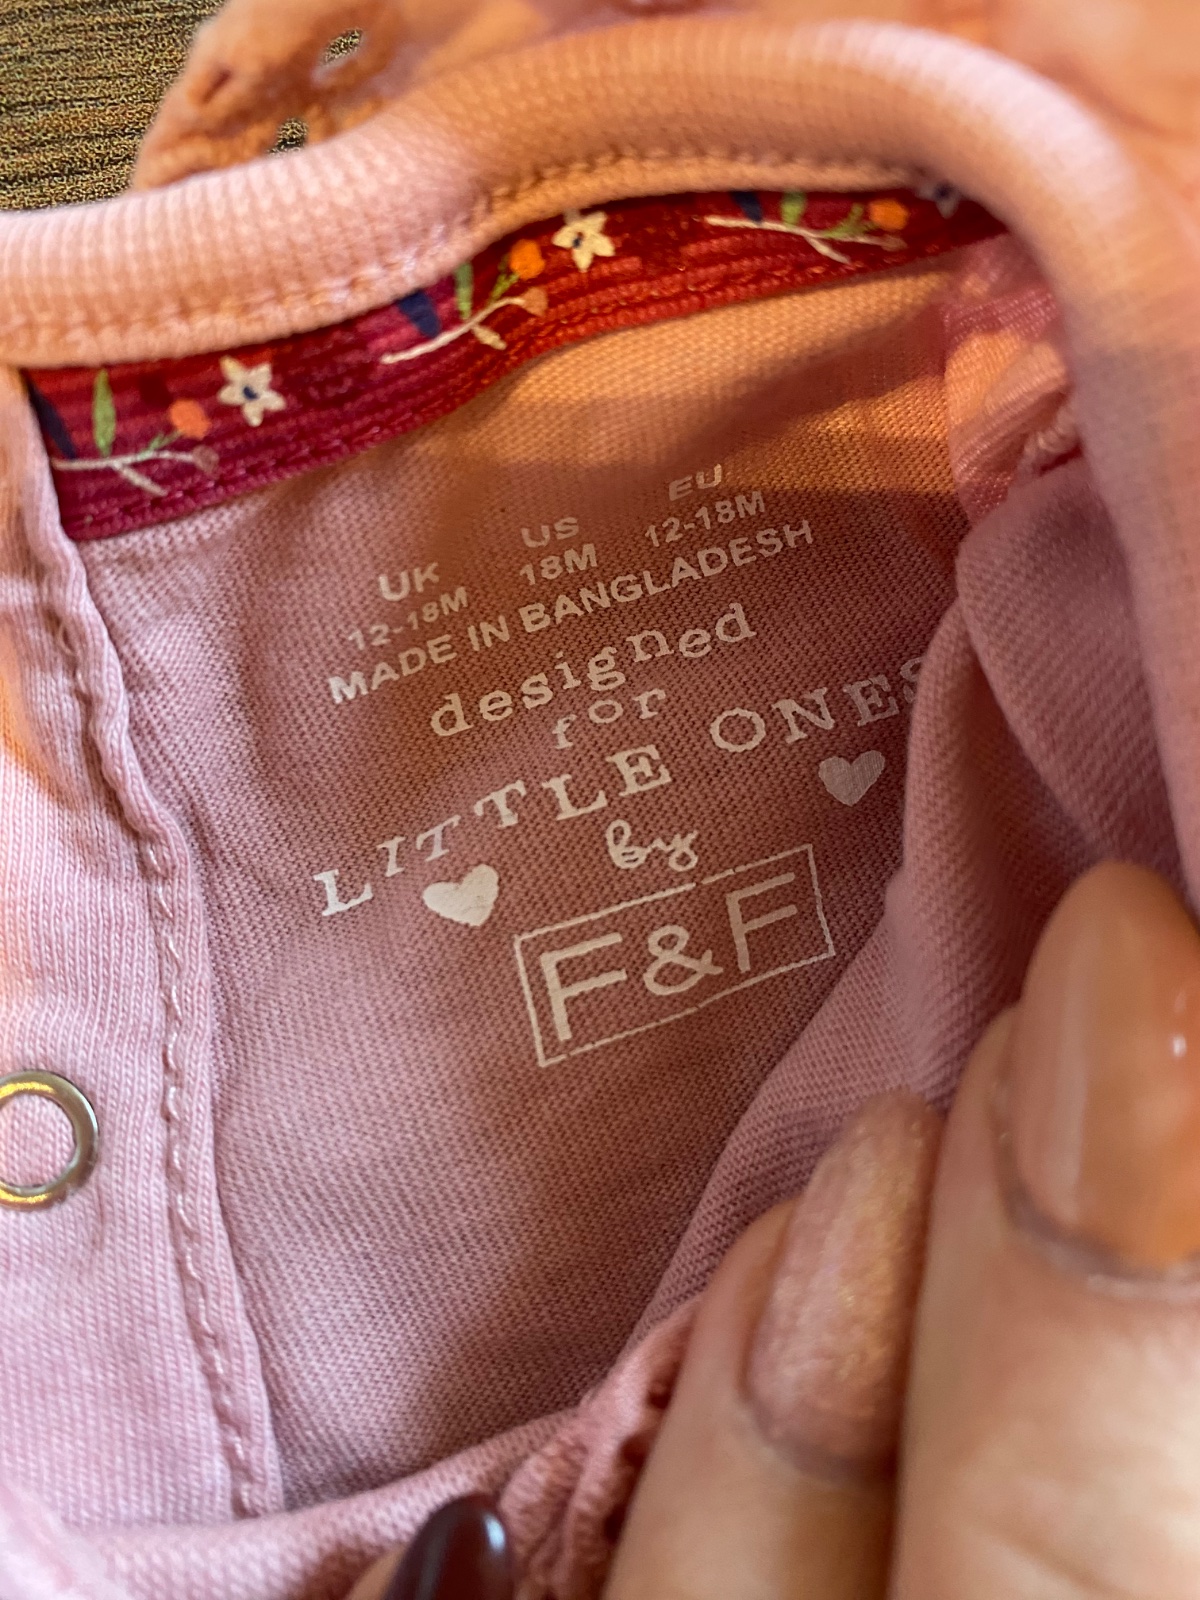 UK US EU
12-18M 18M 12-18M
MADE IN BANGLADESH
designed
for
LITTLE ONES
by
F&F